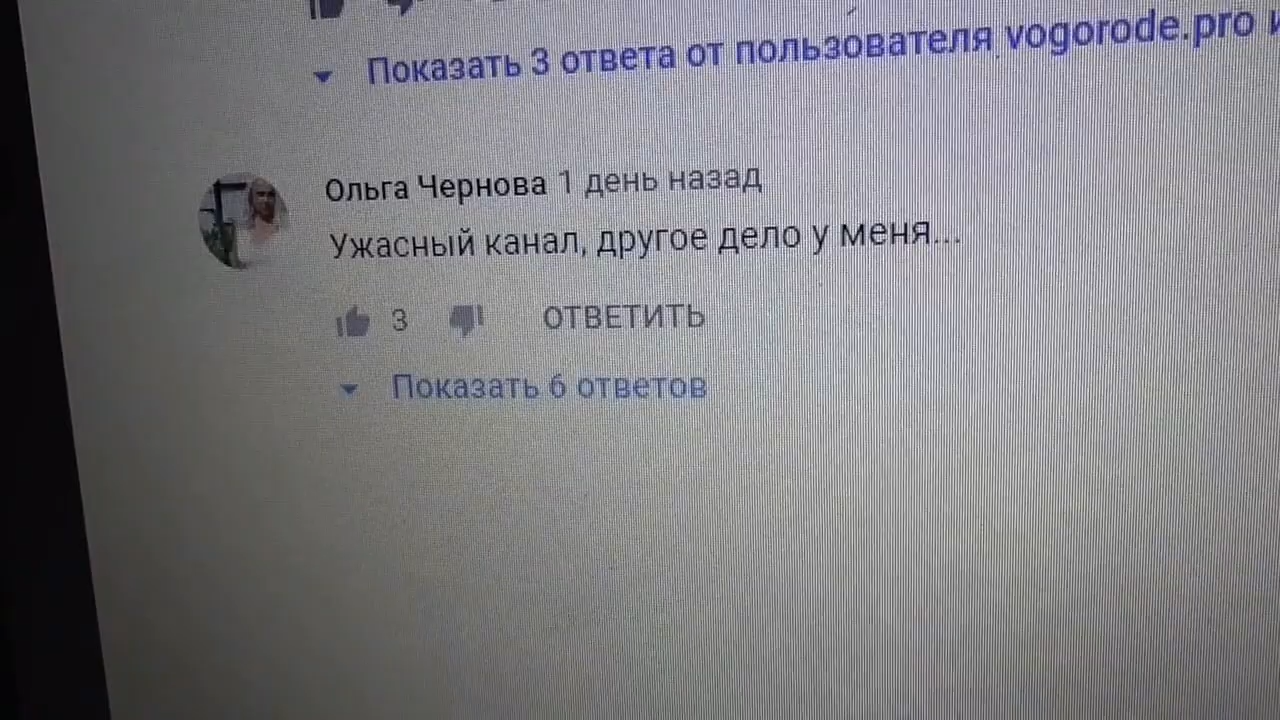 Показать 3 ответа от пользователя vogorode.pro и
Ольга Чернова 1 день назад
Ужасный канал, другое дело у меня...
3 ОТВЕТИТЬ
Показать 6 ответов